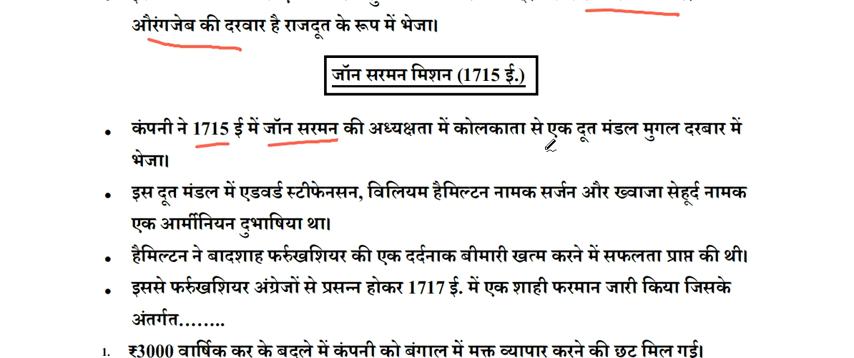 औरंगजेब की दरवार है राजदूत के रूप में भेजा।
जॉन सरमन मिशन (1715 ई.)
• कंपनी ने 1715 ई में जॉन सरमन की अध्यक्षता में कोलकाता से एक दूत मंडल मुगल दरबार में
भेजा।
• इस दूत मंडल में एडवर्ड स्टीफेनसन, विलियम हैमिल्टन नामक सर्जन और ख्वाजा सेहूर्द नामक
एक आर्मीनियन दुभाषिया था।
• हैमिल्टन ने बादशाह फर्रुखशियर की एक दर्दनाक बीमारी खत्म करने में सफलता प्राप्त की थी।
• इससे फर्रुखशियर अंग्रेजों से प्रसन्न होकर 1717 ई. में एक शाही फरमान जारी किया जिसके
अंतर्गत........
1. ₹3000 वार्षिक कर के बदले में कंपनी को बंगाल में मुक्त व्यापार करने की छूट मिल गई।